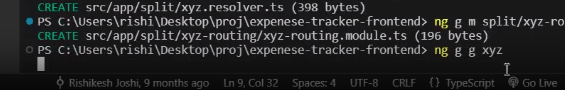 CREATE src/app/split/xyz.resolver.ts (398 bytes)
PS C:\Users\rishi\Desktop\proj\expenese-tracker-frontend> ng g m split/xyz-ro
CREATE src/app/split/xyz-routing/xyz-routing.module.ts (196 bytes)
PS C:\Users\rishi\Desktop\proj\expenese-tracker-frontend> ng g g xyz
Rishikesh Joshi, 9 months ago Ln 9, Col 32 Spaces: 4 UTF-8 CRLF {} TypeScript Go Live